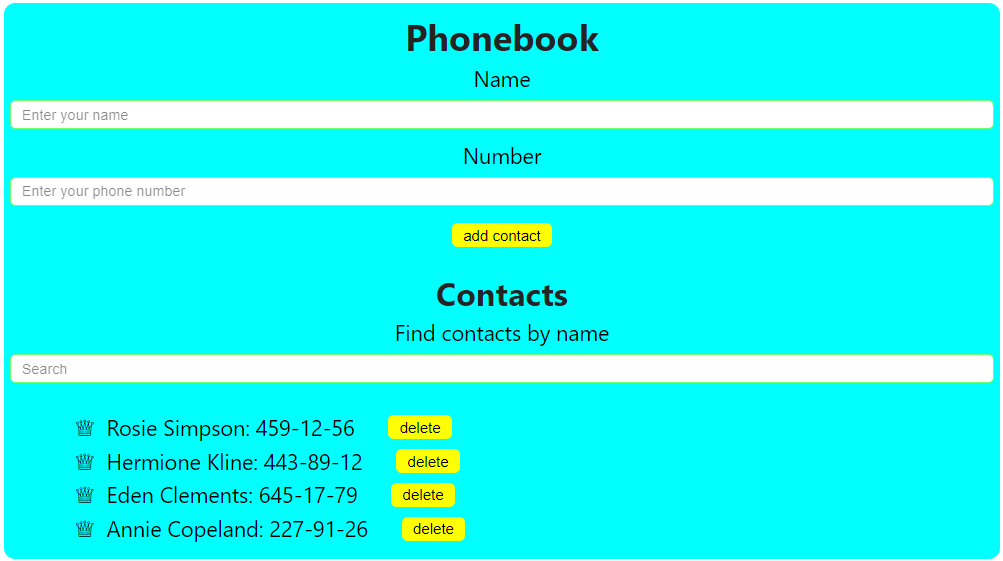 Phonebook
Name
Enter your name
Number
Enter your phone number
add contact
Contacts
Find contacts by name
Search
♕ Rosie Simpson: 459-12-56 delete
♕ Hermione Kline: 443-89-12 delete
♕ Eden Clements: 645-17-79 delete
♕ Annie Copeland: 227-91-26 delete